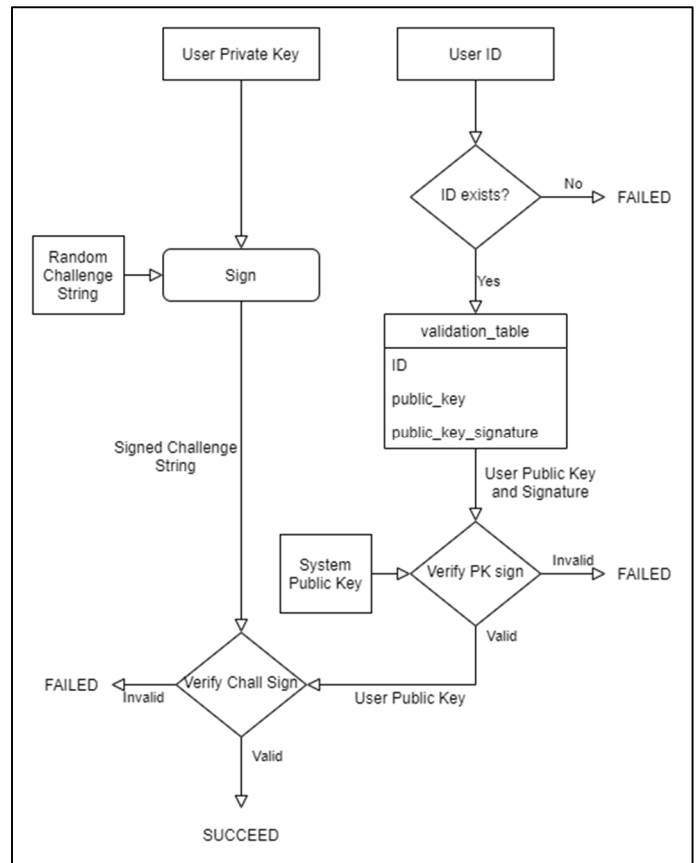 User Private Key
User ID
ID exists?
No
FAILED
Random
Challenge
String
Sign
Yes
validation_table
ID
public_key
public_key_signature
Signed Challenge
String
User Public Key
and Signature
System
Public Key
Verify PK sign
Invalid
FAILED
Valid
FAILED
Invalid
Verify Chall Sign
User Public Key
Valid
SUCCEED